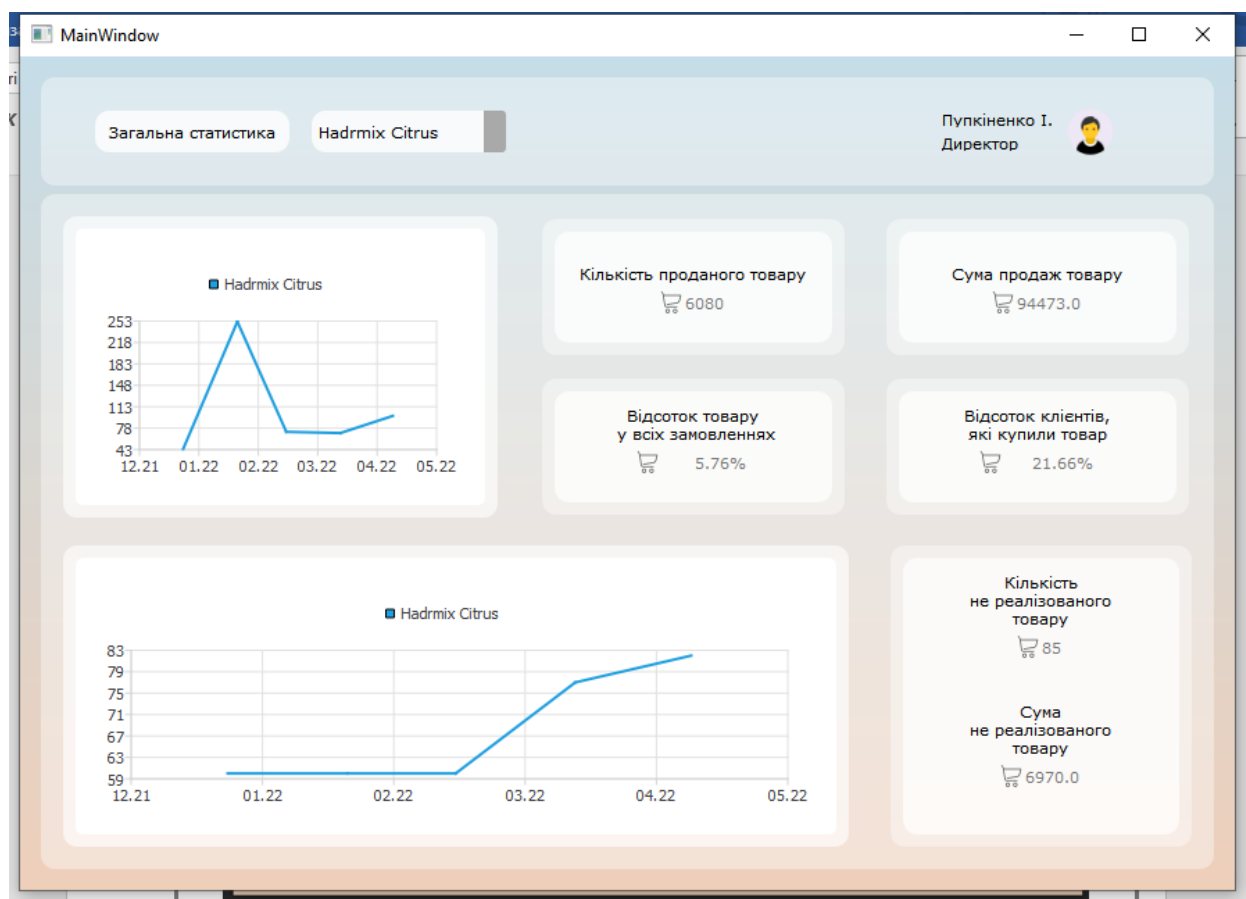 MainWindow
Загальна статистика
Hadrmix Citrus
Пупкіненко І.
Директор
Hadrmix Citrus
253
218
183
148
113
78
43
12.21 01.22 02.22 03.22 04.22 05.22
Кількість проданого товару
6080
Сума продаж товару
94473.0
Відсоток товару
у всіх замовленнях
5.76%
Відсоток клієнтів,
які купили товар
21.66%
Hadrmix Citrus
83
79
75
71
67
63
59
12.21 01.22 02.22 03.22 04.22 05.22
Кількість
не реалізованого
товару
85
Сума
не реалізованого
товару
6970.0